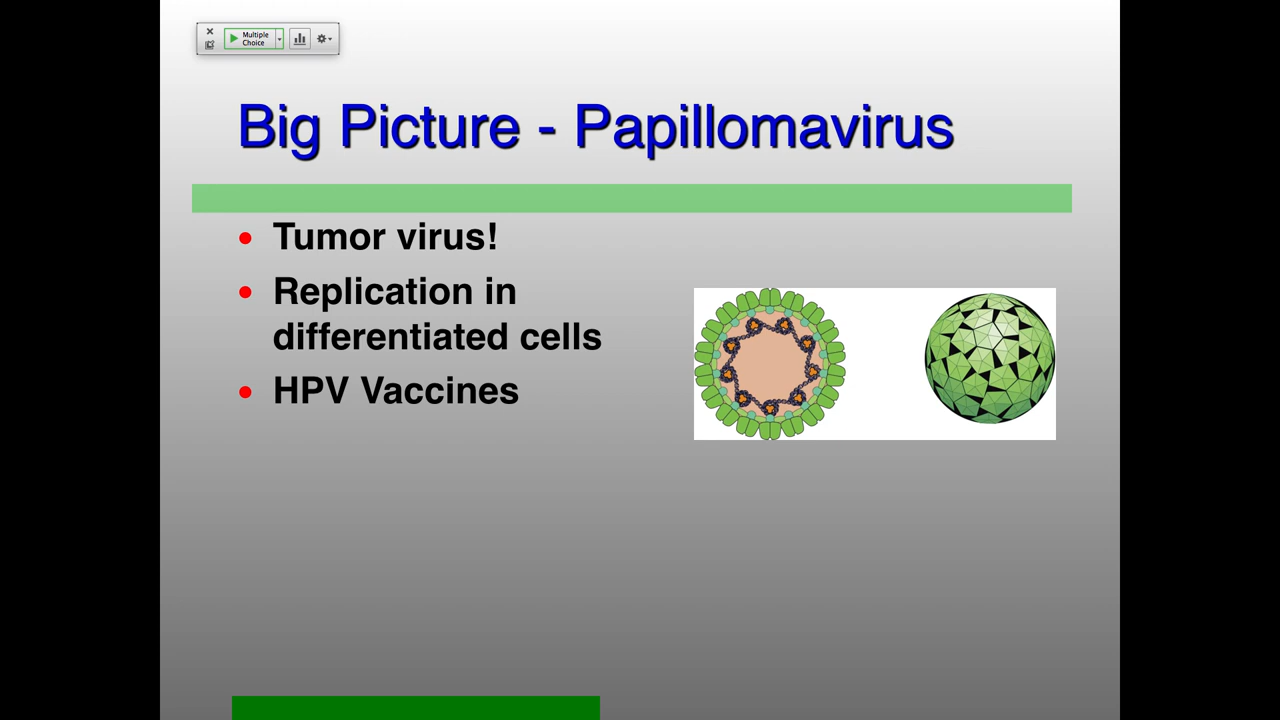 Multiple
Choice
Big Picture - Papillomavirus
Tumor virus!
Replication in
differentiated cells
HPV Vaccines